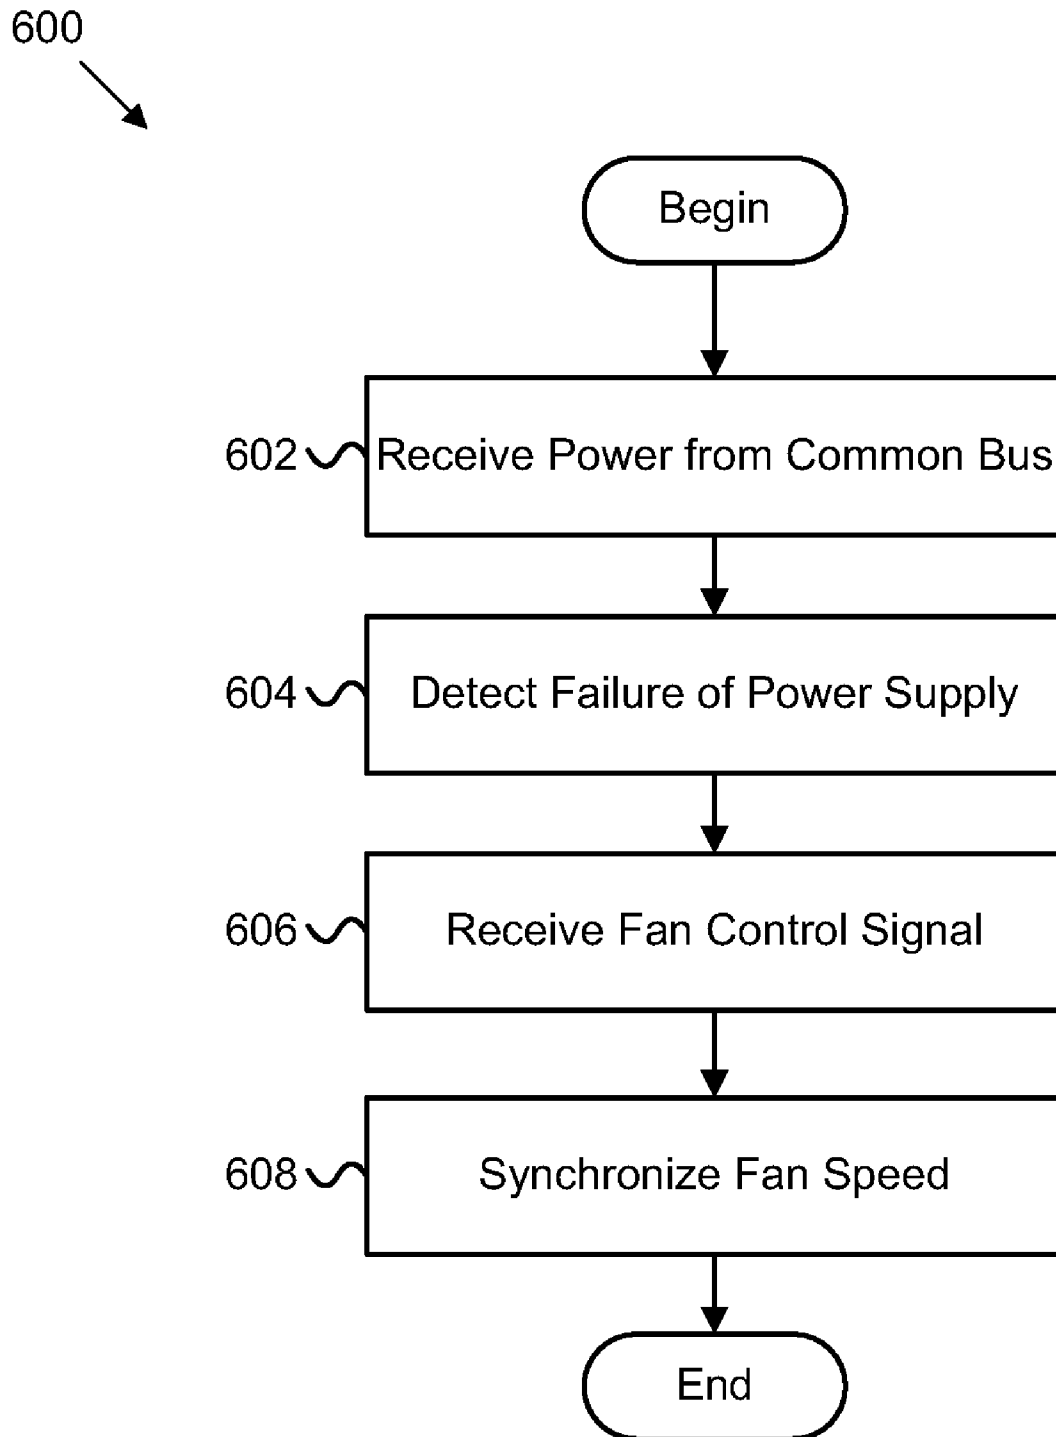 600
Begin
602 Receive Power from Common Bus
604 Detect Failure of Power Supply
606 Receive Fan Control Signal
608 Synchronize Fan Speed
End